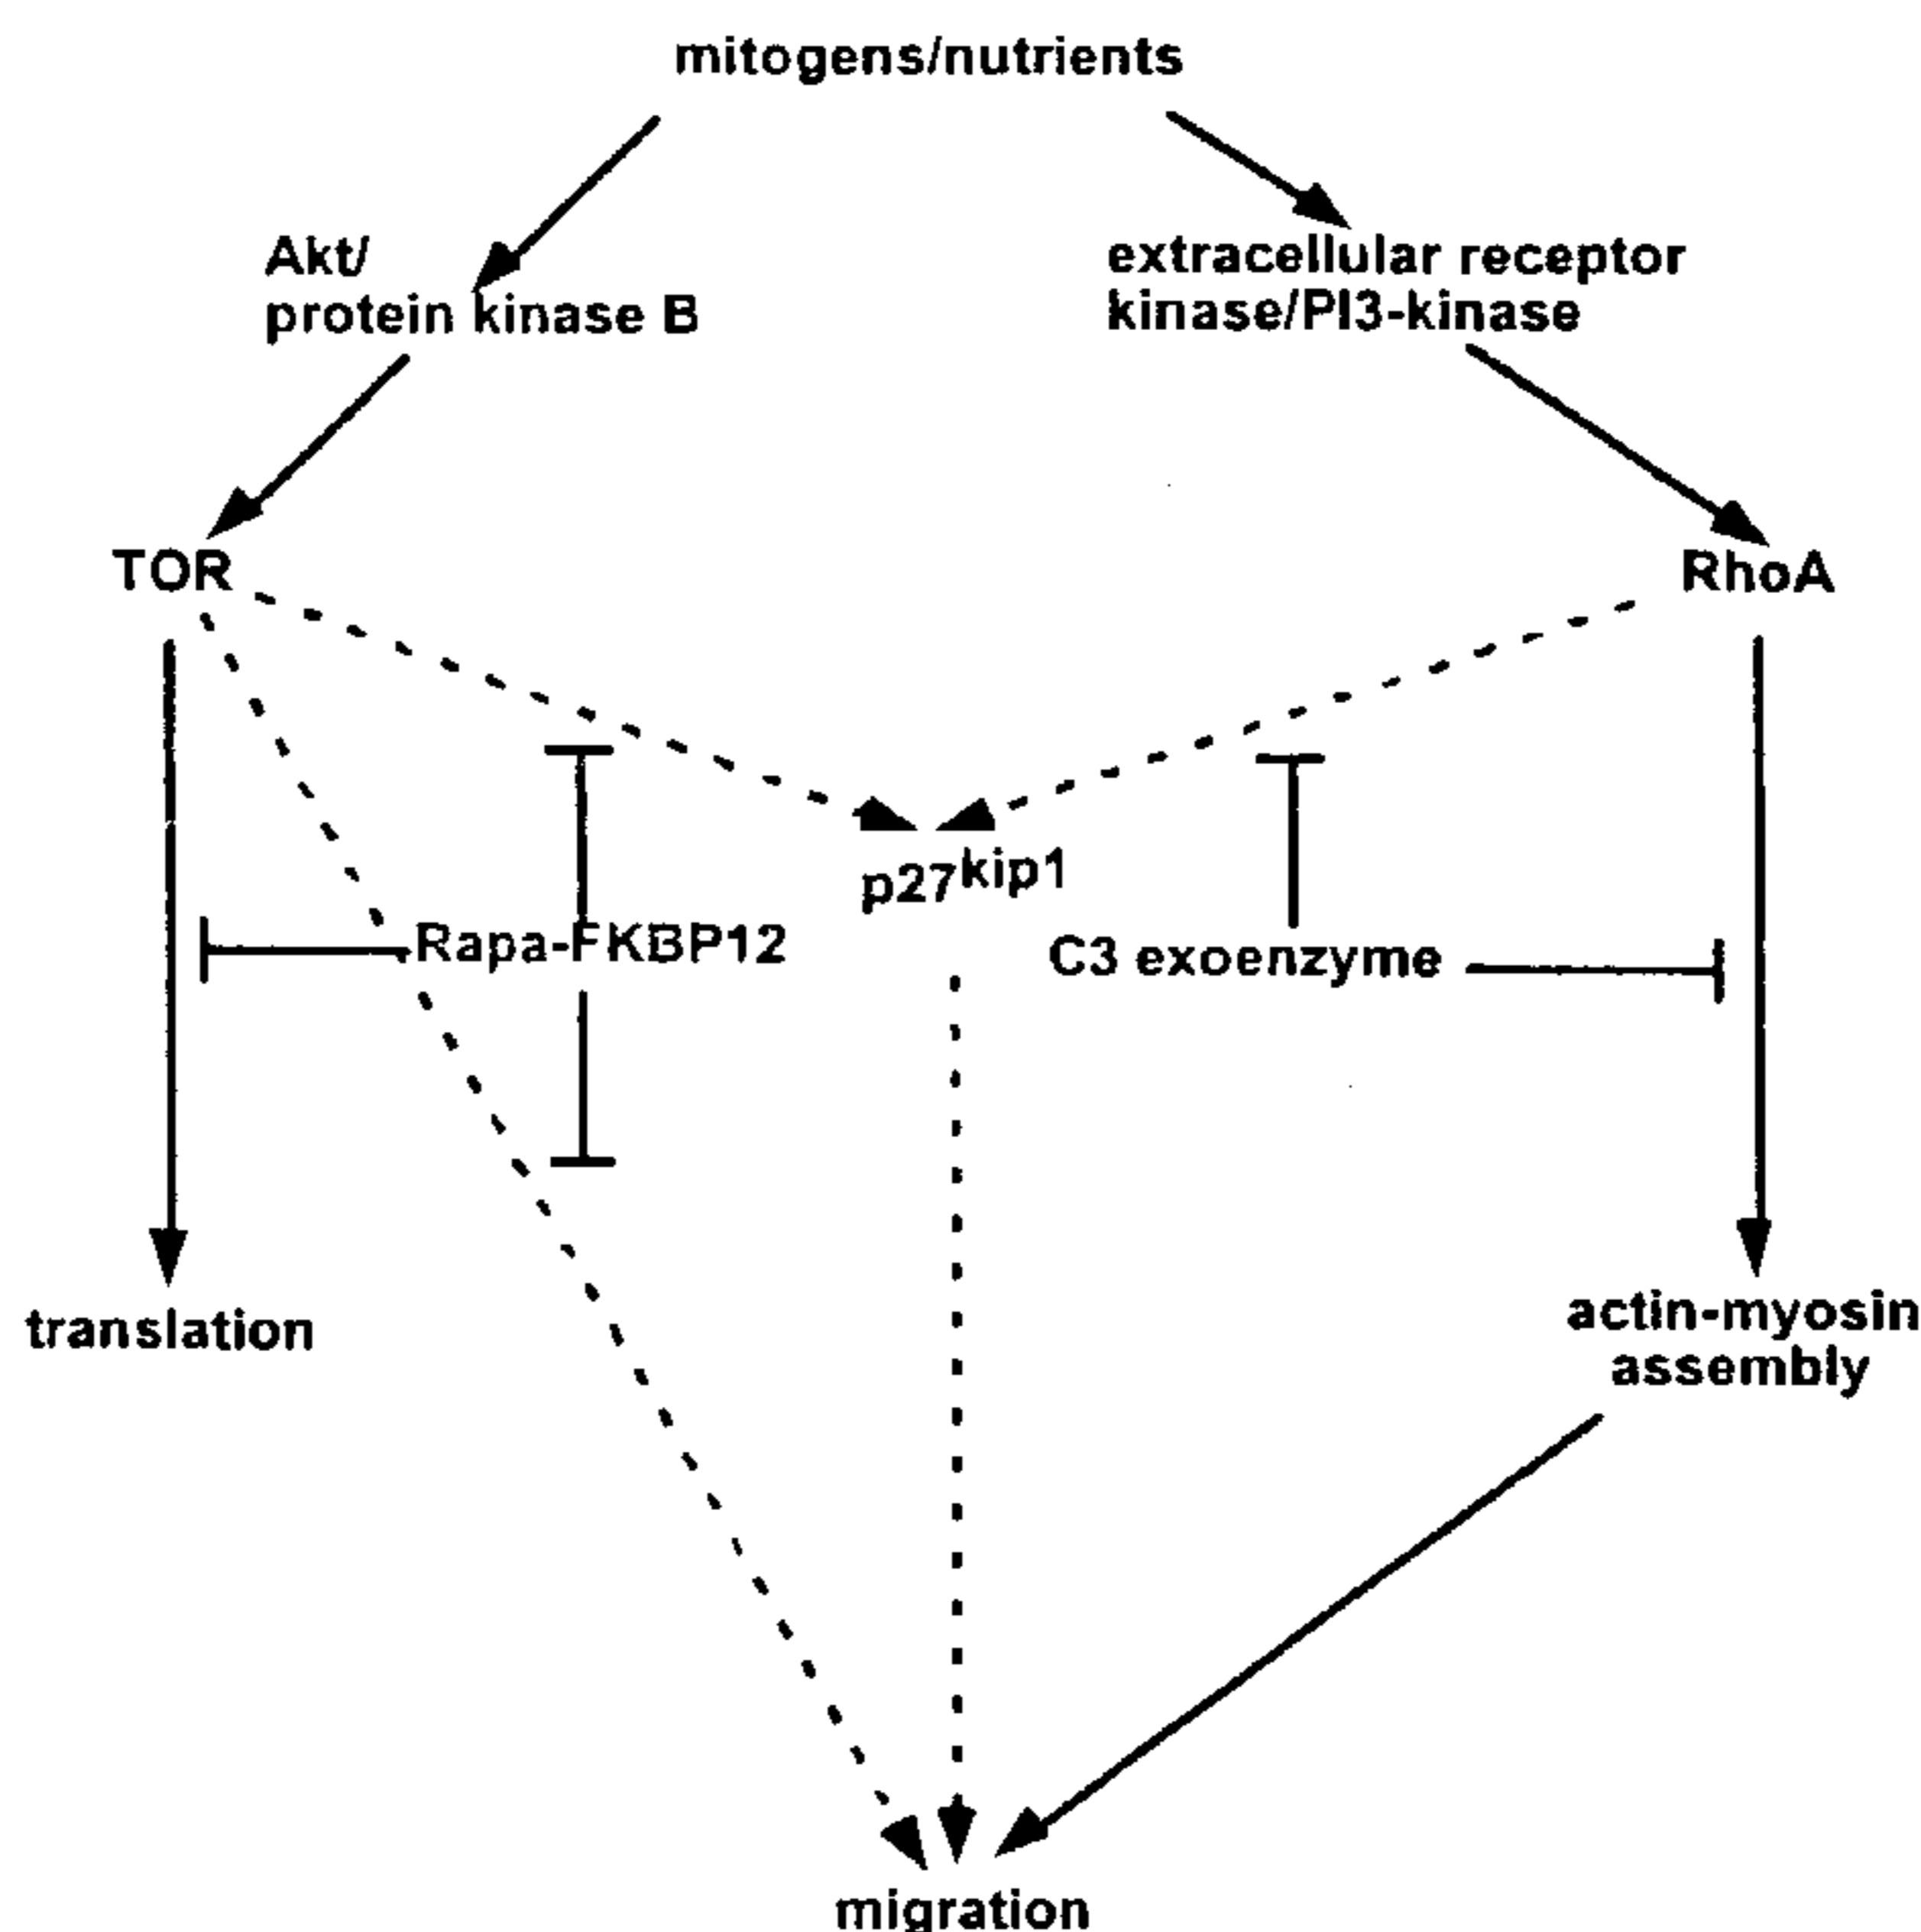 mitogens/nutrients
Akt/
protein kinase B
extracellular receptor
kinase/PI3-kinase
TOR
RhoA
p27kip1
Rapa-FKBP12
C3 exoenzyme
translation
actin-myosin
assembly
migration